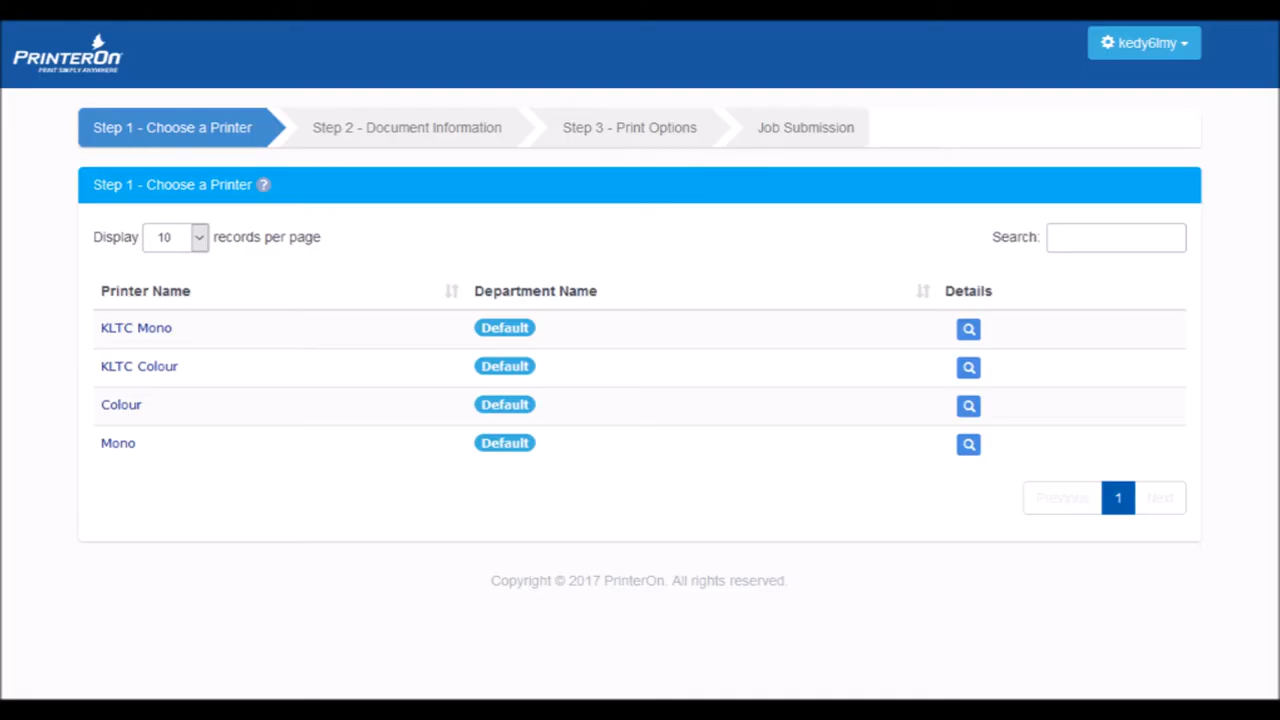 PRINTERON
PRINT SIMPLY ANYWHERE
kedy6lmy
Step 1 - Choose a Printer
Step 2 - Document Information
Step 3 - Print Options
Job Submission
Step 1 - Choose a Printer ?
Display 10 records per page
Search:
Printer Name Department Name Details
KLTC Mono Default
KLTC Colour Default
Colour Default
Mono Default
Previous 1 Next
Copyright © 2017 PrinterOn. All rights reserved.